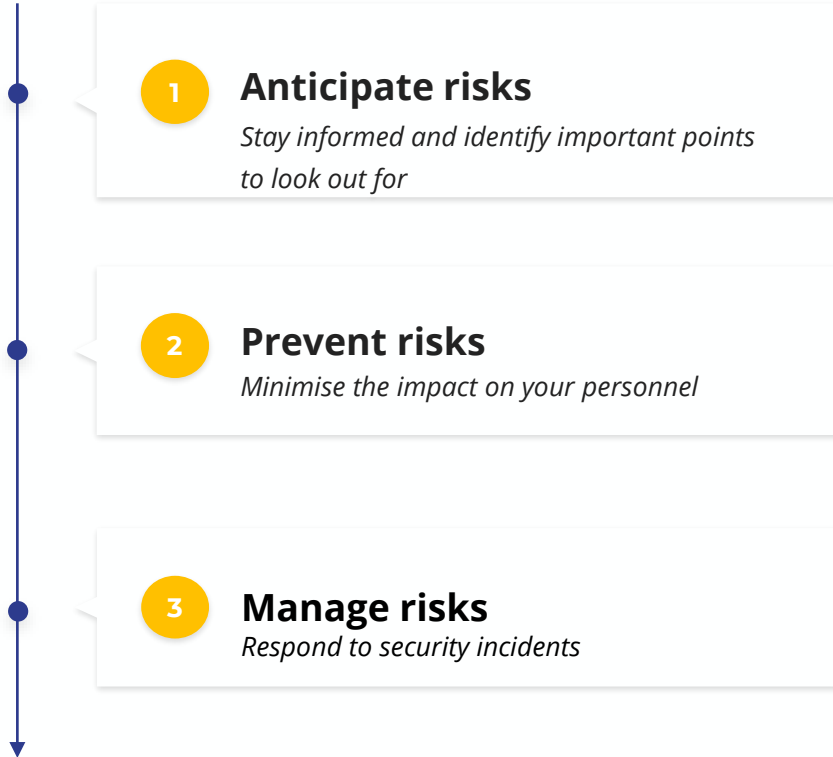 1
Anticipate risks
Stay informed and identify important points
to look out for
2
Prevent risks
Minimise the impact on your personnel
3
Manage risks
Respond to security incidents